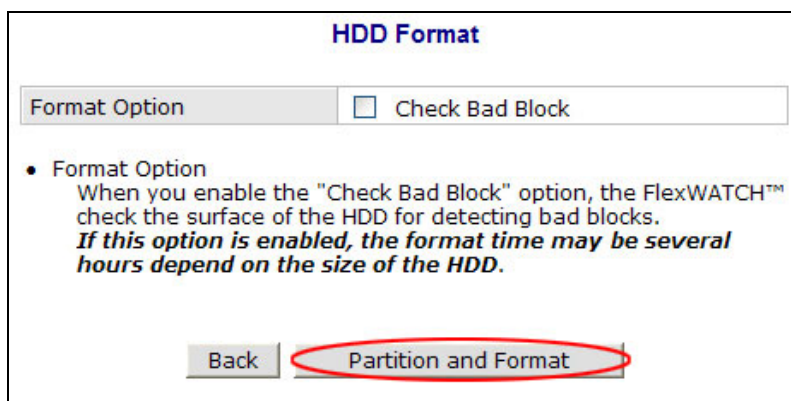 HDD Format
Format Option
Check Bad Block
• Format Option
When you enable the "Check Bad Block" option, the FlexWATCH™
check the surface of the HDD for detecting bad blocks.
If this option is enabled, the format time may be several
hours depend on the size of the HDD.
Back
Partition and Format